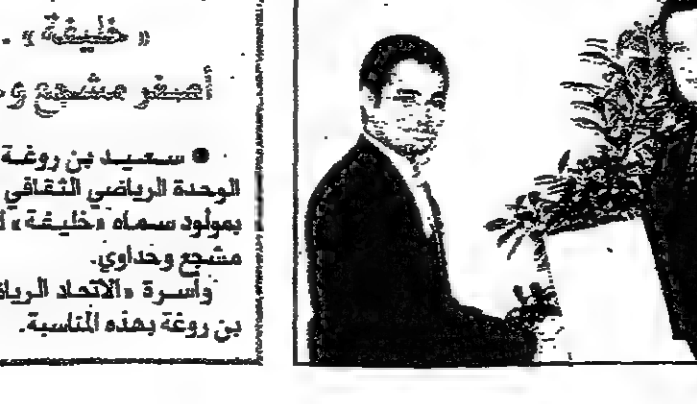 « خليفة » .
أصغر مشجع
● سعيد بن روغة
الوحدة الرياضي الثقافي
بمولود سماه «خليفة»
مشجع وحداوي.
وأسرة «الاتحاد
بن روغة بهذه المناسبة.